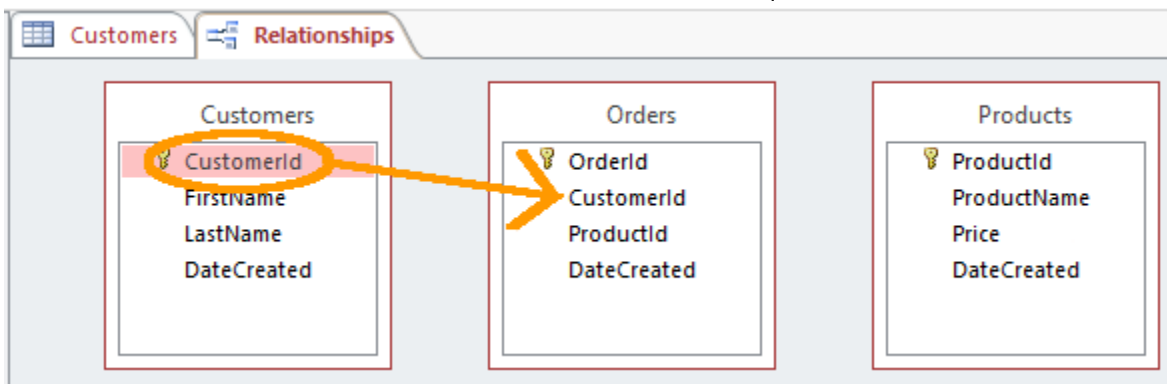 Customers Relationships
Customers
CustomerId
FirstName
LastName
DateCreated
Orders
OrderId
CustomerId
ProductId
DateCreated
Products
ProductId
ProductName
Price
DateCreated